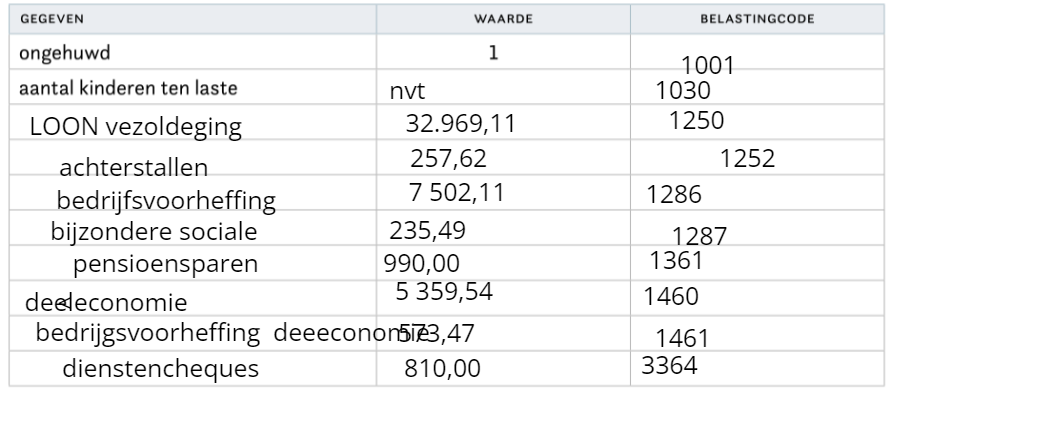 GEGEVEN WAARDE BELASTINGCODE
ongehuwd 1 1001
aantal kinderen ten laste nvt 1030
LOON vezoldeging 32.969,11 1250
achterstallen 257,62 1252
bedrijfsvoorheffing 7 502,11 1286
bijzondere sociale 235,49 1287
pensioensparen 990,00 1361
deeleconomie 5 359,54 1460
bedrijgsvoorheffing deeeconomie 573,47 1461
dienstencheques 810,00 3364